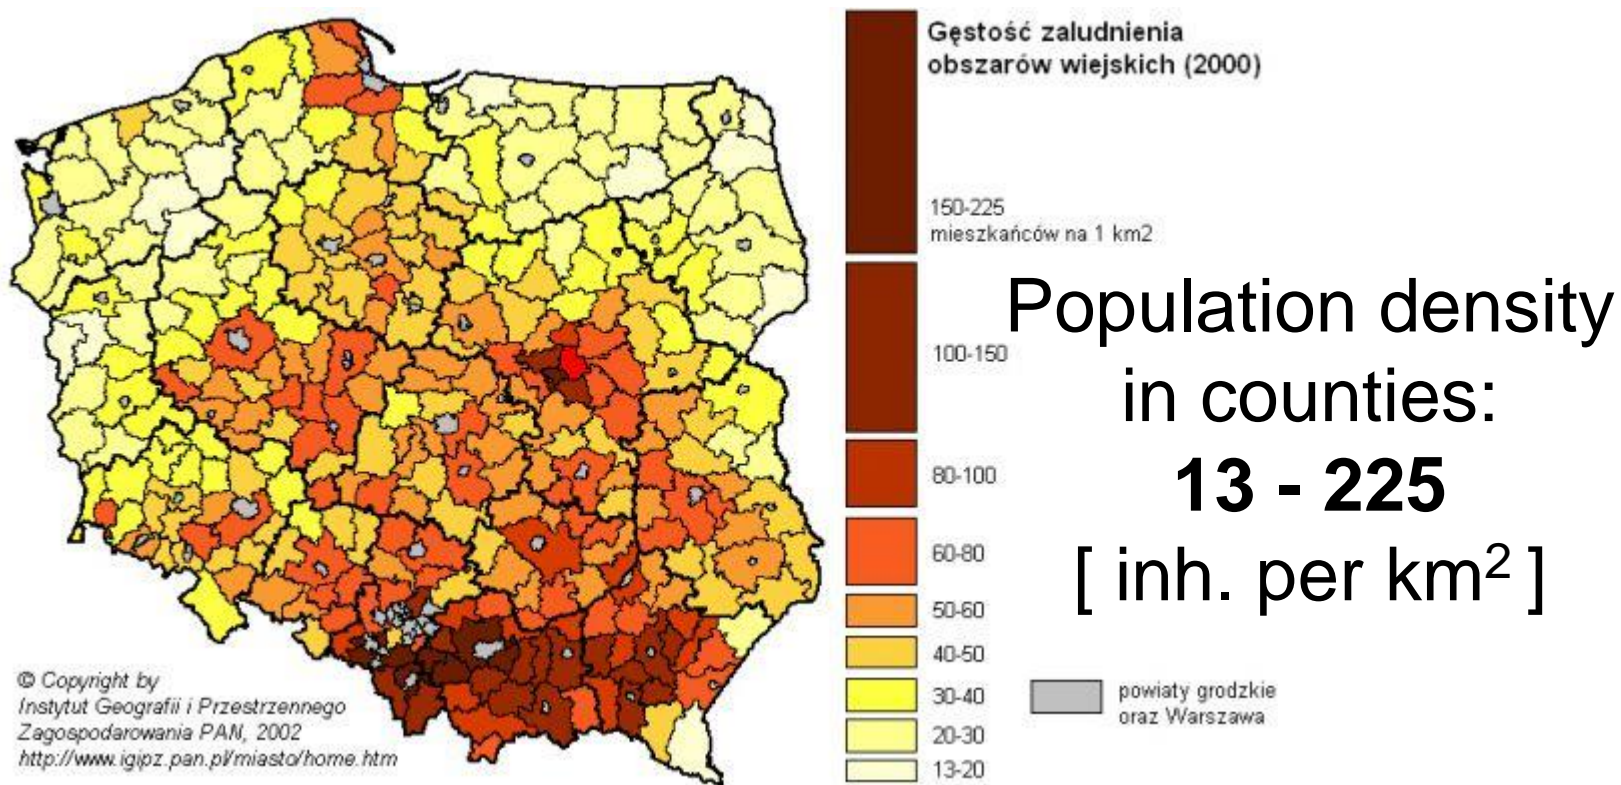 Gęstość zaludnienia
obszarów wiejskich (2000)
150-225
mieszkańców na 1 km2
100-150
80-100
60-80
50-60
40-50
30-40
20-30
13-20
powiaty grodzkie
oraz Warszawa
Population density
in counties:
13 - 225
[ inh. per km² ]
© Copyright by
Instytut Geografii i Przestrzennego
Zagospodarowania PAN, 2002
http://www.igipz.pan.pl/miasto/home.htm